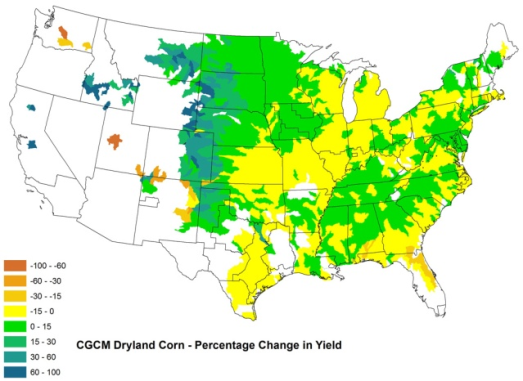 -100 - -60
-60 - -30
-30 - -15
-15 - 0
0 - 15
15 - 30
30 - 60
60 - 100
CGCM Dryland Corn - Percentage Change in Yield